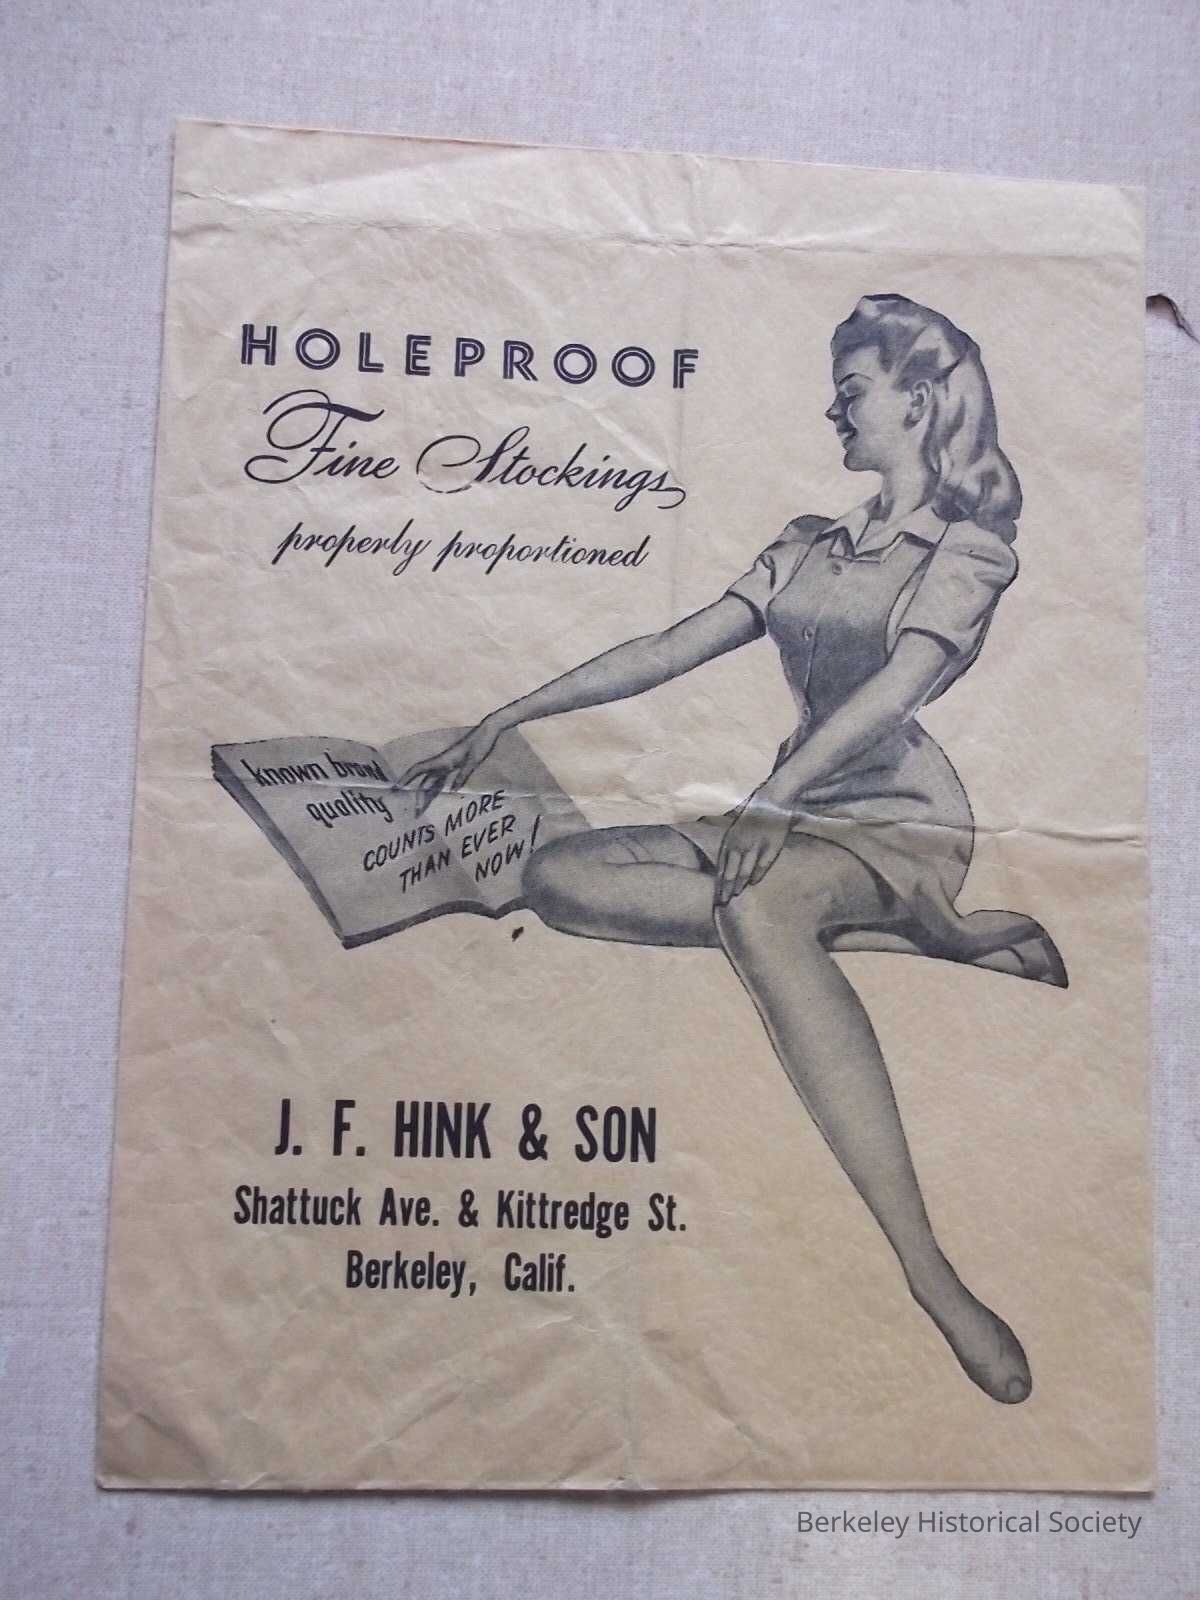 HOLEPROOF
Fine Stockings
properly proportioned
known brand
quality
COUNTS MORE
THAN EVER
NOW!
J. F. HINK & SON
Shattuck Ave. & Kittredge St.
Berkeley, Calif.
Berkeley Historical Society